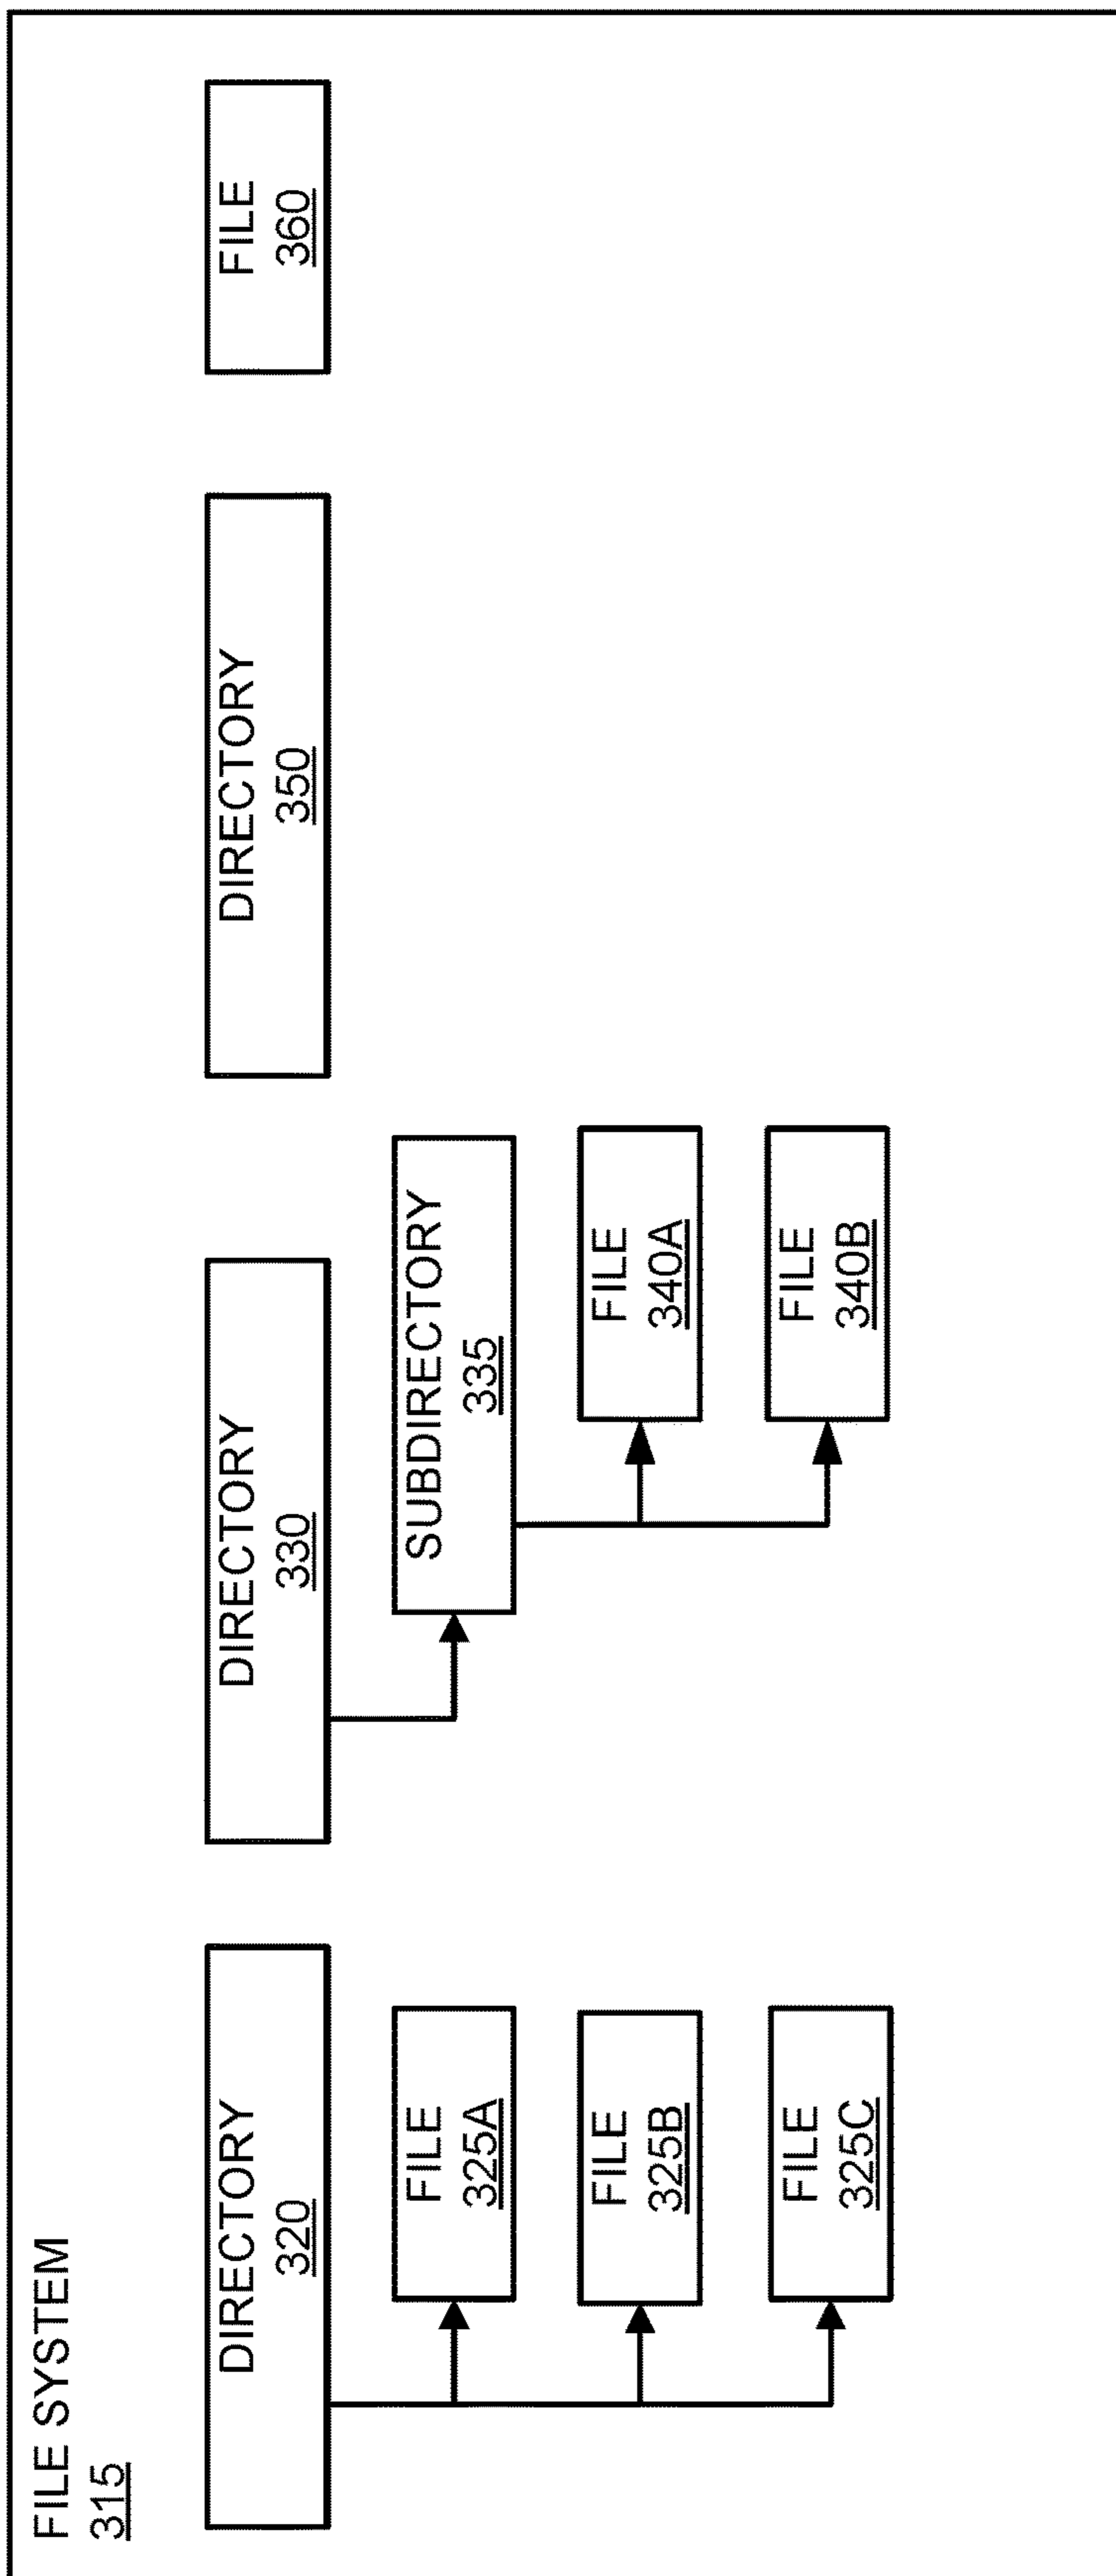 FILE SYSTEM
315
DIRECTORY
320
FILE
325A
FILE
325B
FILE
325C
DIRECTORY
330
SUBDIRECTORY
335
FILE
340A
FILE
340B
DIRECTORY
350
FILE
360